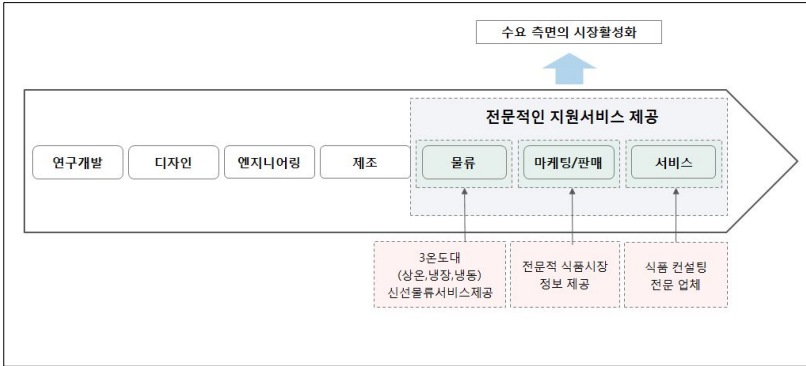 수요 측면의 시장활성화
전문적인 지원서비스 제공
연구개발
디자인
엔지니어링
제조
물류
마케팅/판매
서비스
3온도대
(상온,냉장,냉동)
신선물류서비스제공
전문적 식품시장
정보 제공
식품 컨설팅
전문 업체